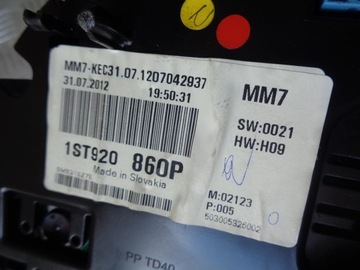 MM7-KEC31.07.1207042937
31.07.2012 19:50:31
1ST920 860P
Made in Slovakia
MM7
SW:0021
HW:H09
M:02123
P:005
503005326002
PP TD40